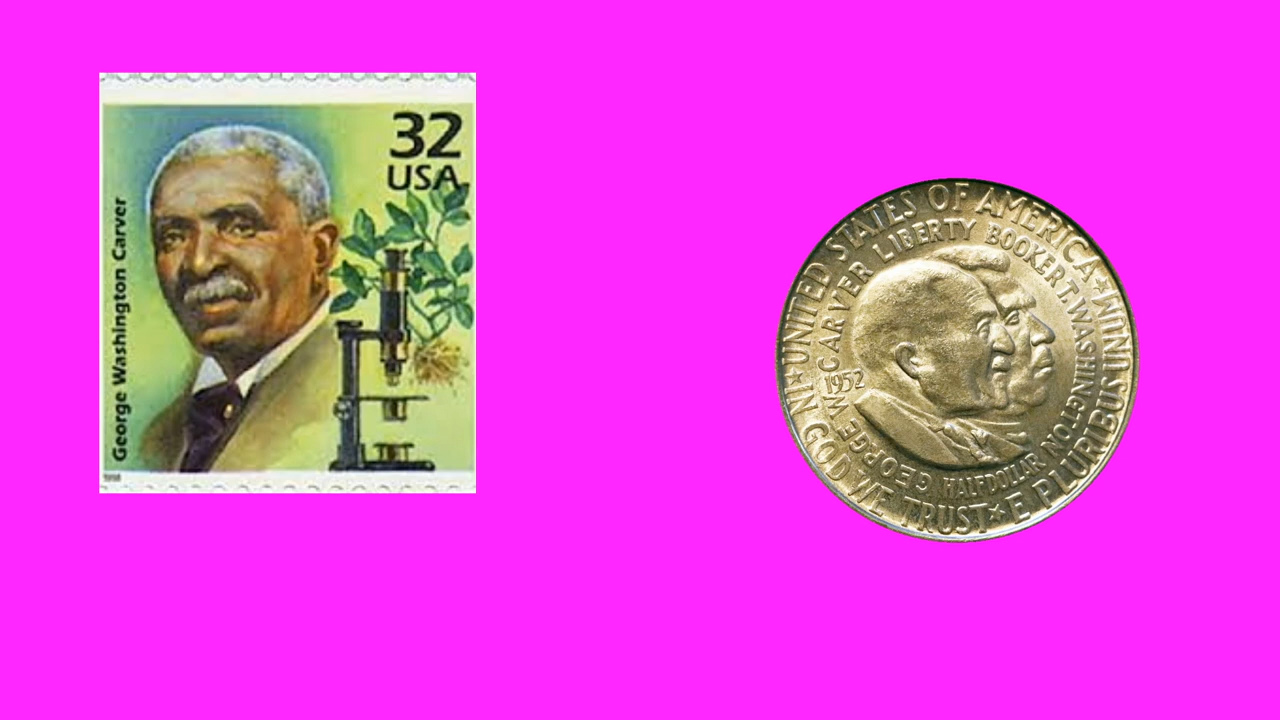 32
USA
George Washington Carver
1998
UNITED STATES OF AMERICA
E PLURIBUS UNUM
IN GOD WE TRUST
GEORGE W. CARVER LIBERTY BOOKER T. WASHINGTON
HALF DOLLAR
1952